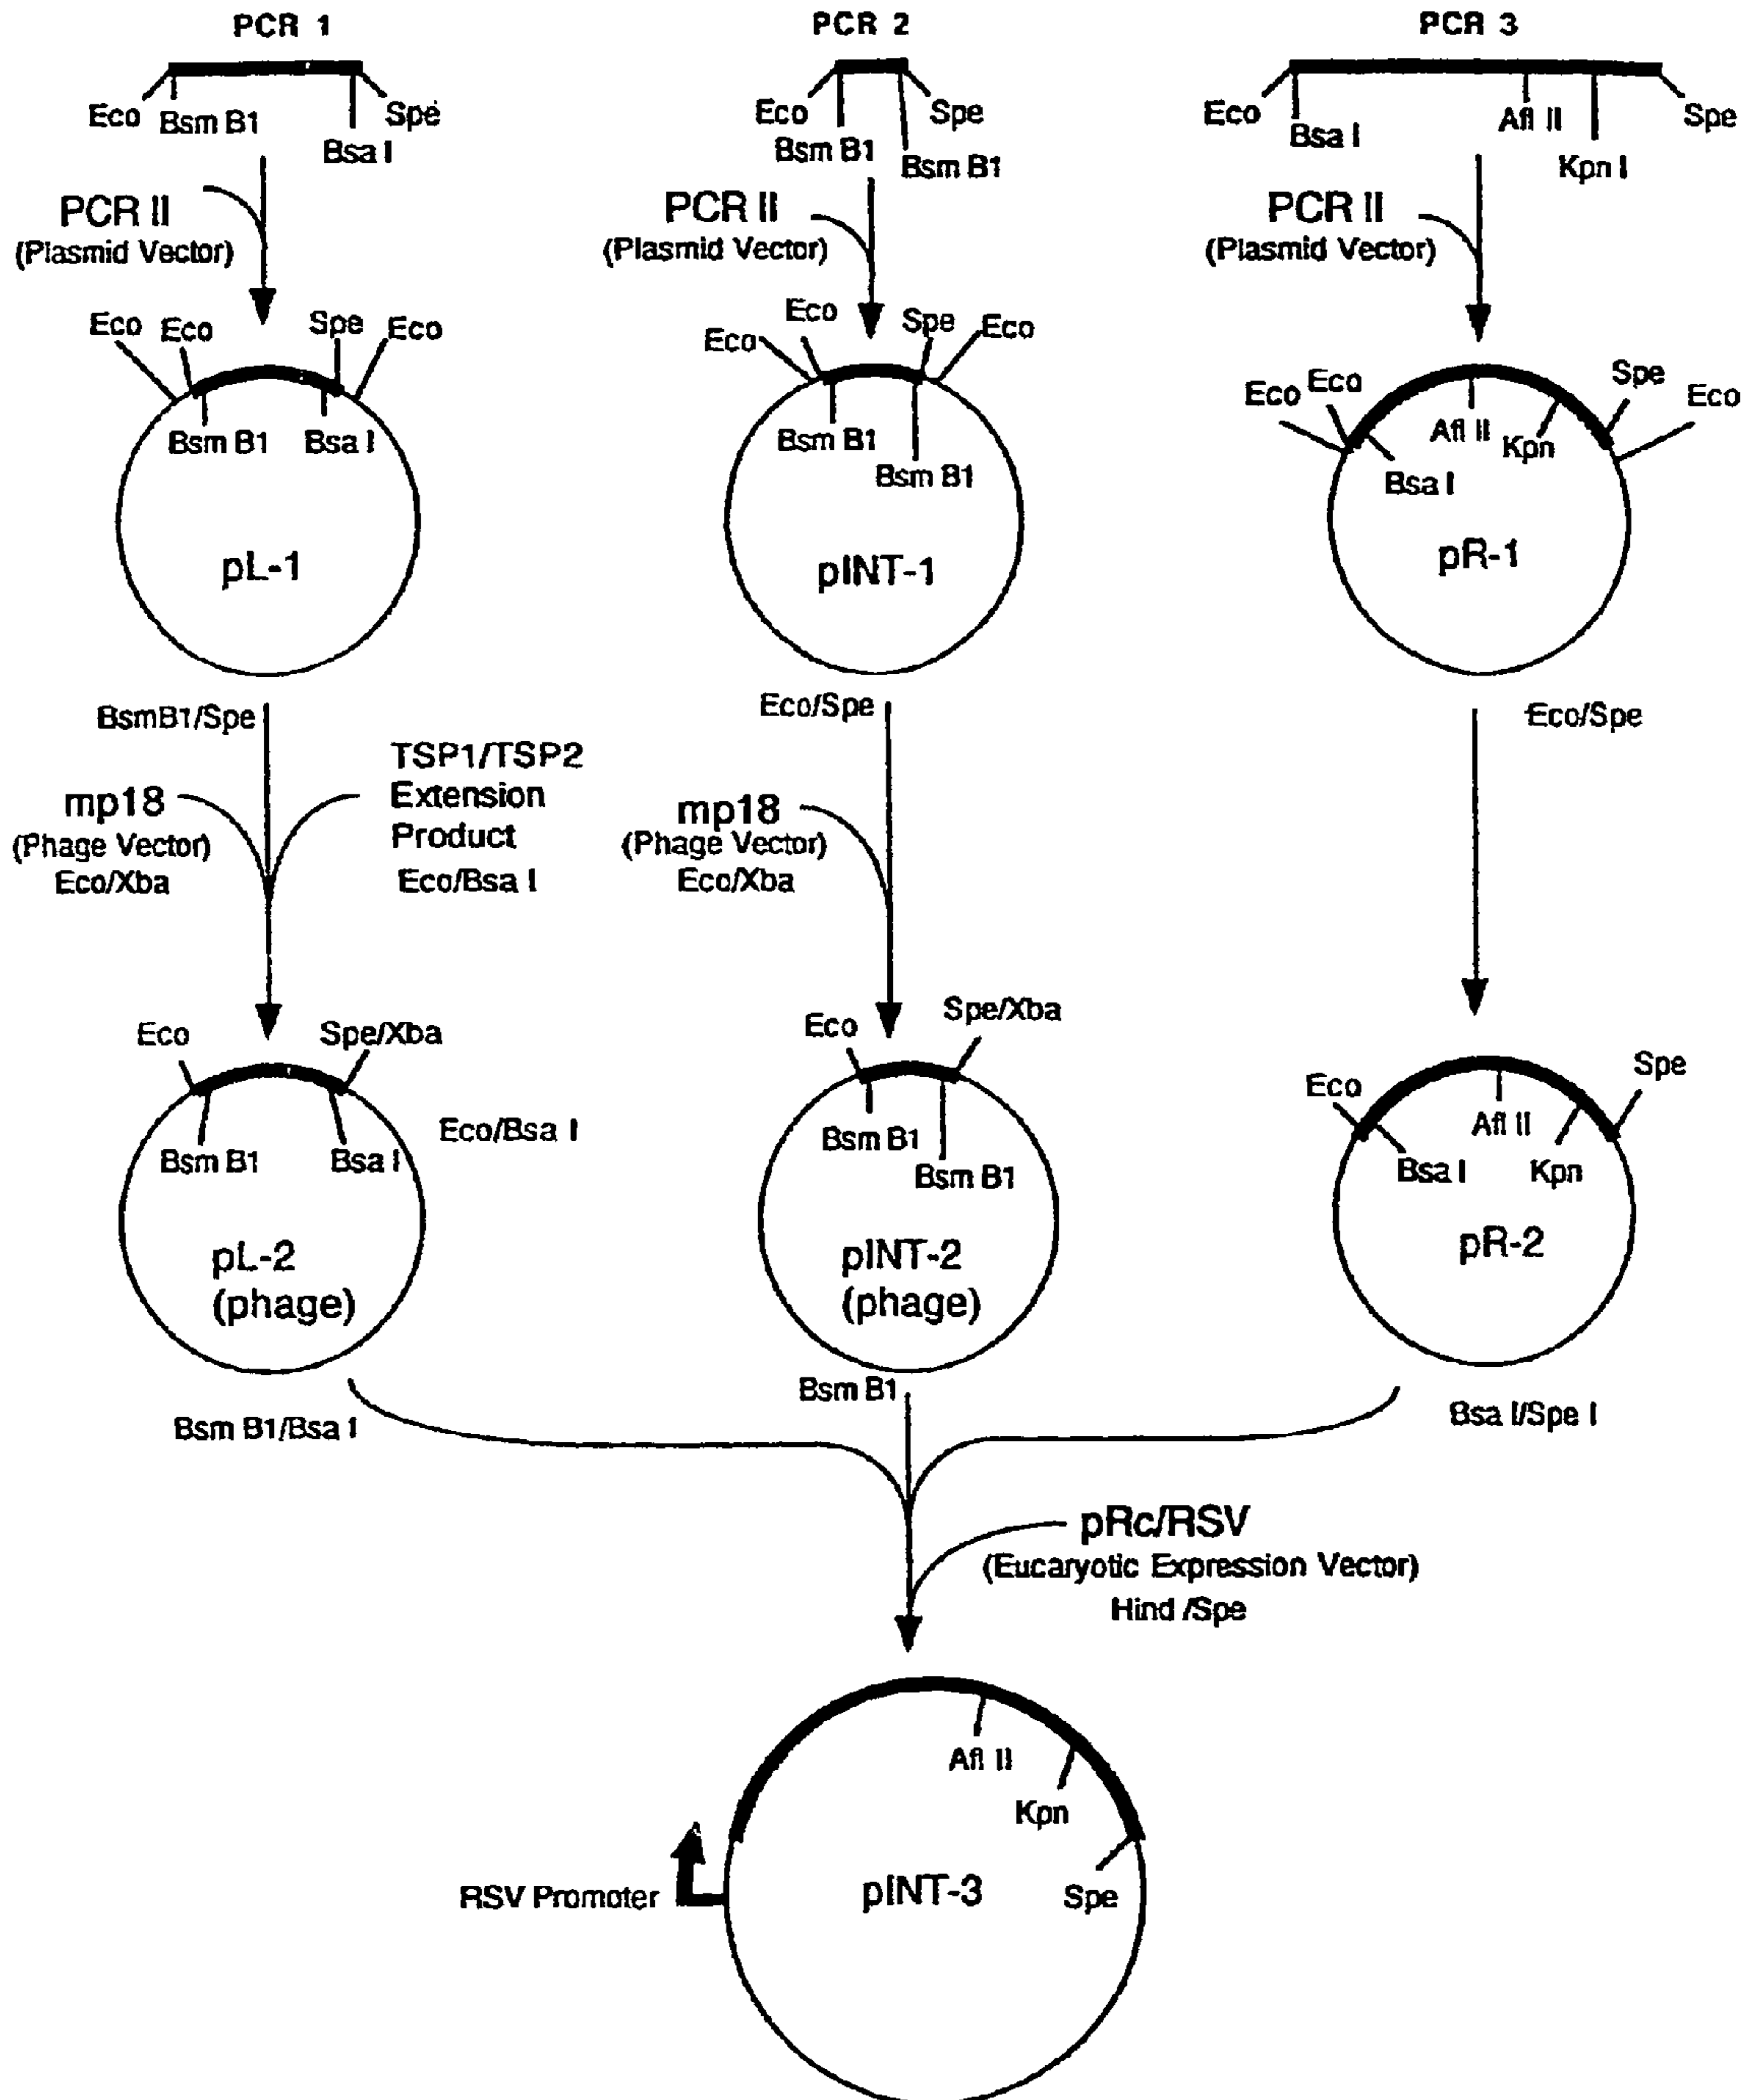 PCR 1
PCR 2
PCR 3
Eco
Bsm B1
Bsa I
Spe
Eco
Bsm B1
Bsm B1
Spe
Eco
Bsa I
Afl II
Kpn I
Spe
PCR II
(Plasmid Vector)
PCR II
(Plasmid Vector)
PCR II
(Plasmid Vector)
Eco
Eco
Spe
Eco
Bsm B1
Bsa I
pL-1
Eco
Eco
Spe
Eco
Bsm B1
Bsm B1
pINT-1
Eco
Eco
Spe
Eco
Afl II
Kpn
Bsa I
pR-1
BsmB1/Spe
Eco/Spe
Eco/Spe
mp18
(Phage Vector)
Eco/Xba
TSP1/TSP2
Extension
Product
Eco/Bsa I
mp18
(Phage Vector)
Eco/Xba
Eco
Spe/Xba
Bsm B1
Bsa I
Eco/Bsa I
pL-2
(phage)
Eco
Spe/Xba
Bsm B1
Bsm B1
pINT-2
(phage)
Eco
Spe
Afl II
Bsa I
Kpn
pR-2
Bsm B1/Bsa I
Bsm B1
Bsa I/Spe I
pRc/RSV
(Eucaryotic Expression Vector)
Hind /Spe
Afl II
Kpn
Spe
RSV Promoter
pINT-3